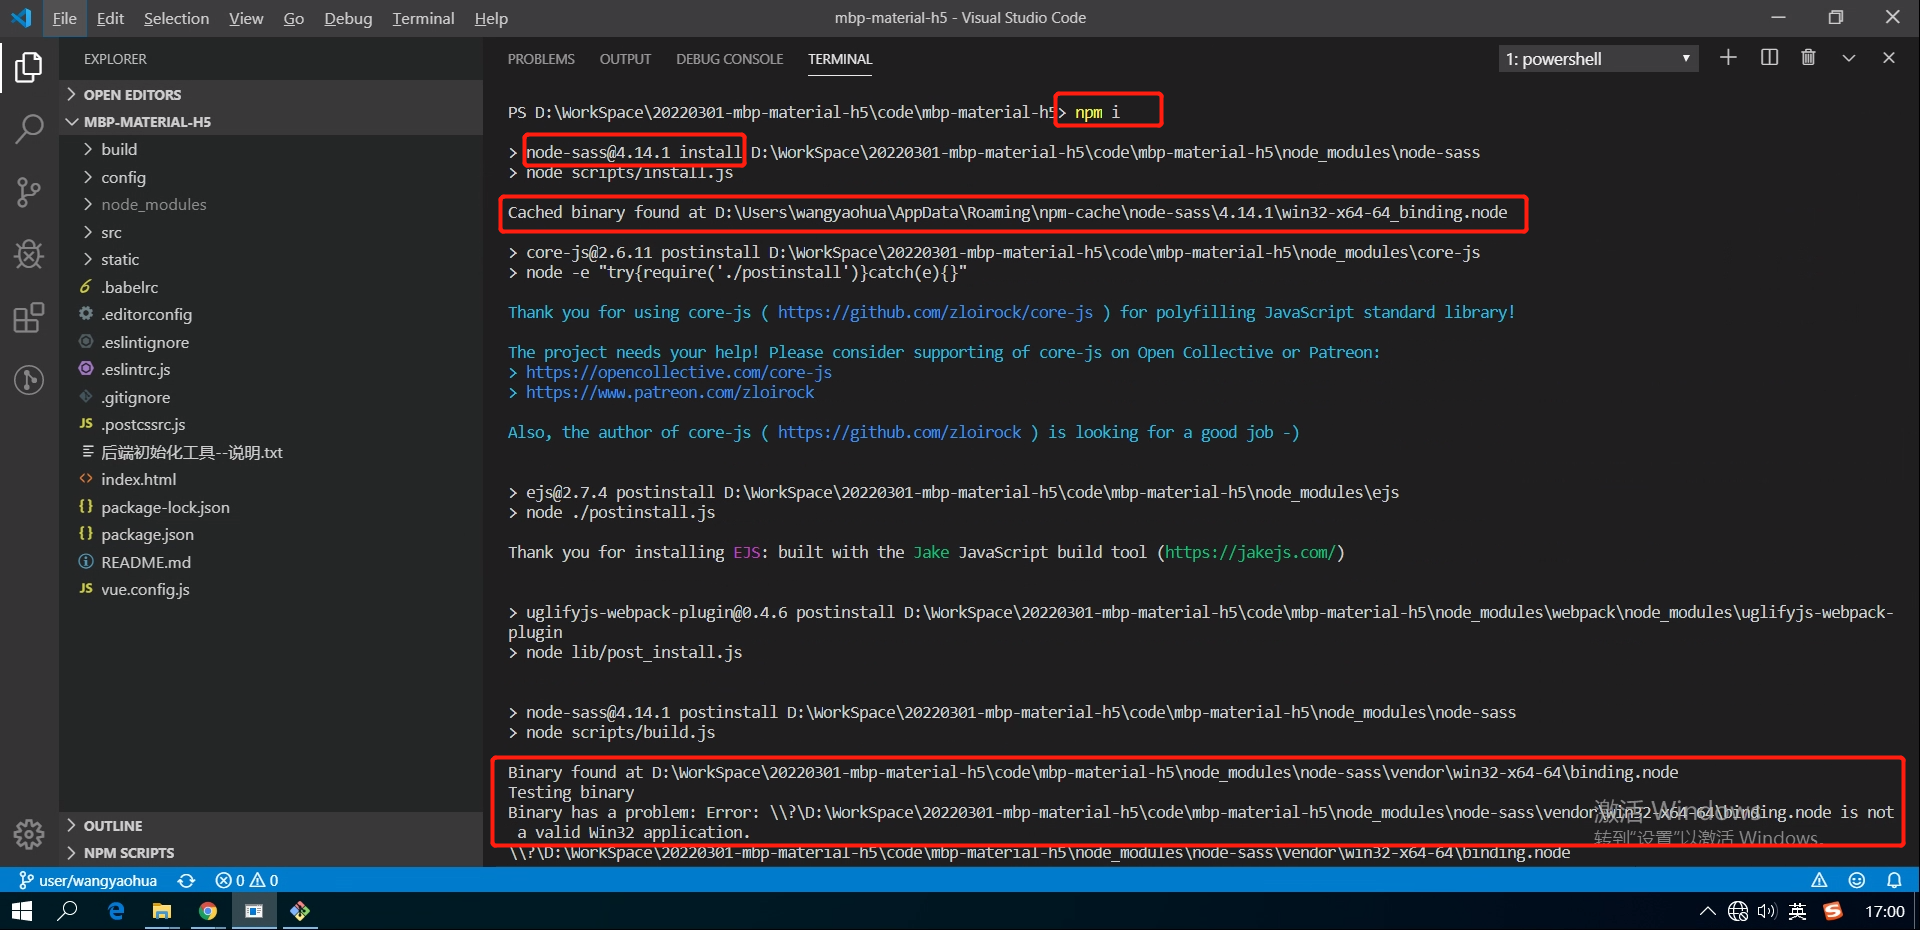 File Edit Selection View Go Debug Terminal Help
mbp-material-h5 - Visual Studio Code
EXPLORER
OPEN EDITORS
MBP-MATERIAL-H5
build
config
node_modules
src
static
.babelrc
.editorconfig
.eslintignore
.eslintrc.js
.gitignore
JS .postcssrc.js
后端初始化工具--说明.txt
<> index.html
{} package-lock.json
{} package.json
README.md
JS vue.config.js
OUTLINE
NPM SCRIPTS
PROBLEMS OUTPUT DEBUG CONSOLE TERMINAL
1: powershell
PS D:\WorkSpace\20220301-mbp-material-h5\code\mbp-material-h5> npm i
> node-sass@4.14.1 install D:\WorkSpace\20220301-mbp-material-h5\code\mbp-material-h5\node_modules\node-sass
> node scripts/install.js
Cached binary found at D:\Users\wangyaohua\AppData\Roaming\npm-cache\node-sass\4.14.1\win32-x64-64_binding.node
> core-js@2.6.11 postinstall D:\WorkSpace\20220301-mbp-material-h5\code\mbp-material-h5\node_modules\core-js
> node -e "try{require('./postinstall')}catch(e){}"
Thank you for using core-js ( https://github.com/zloirock/core-js ) for polyfilling JavaScript standard library!
The project needs your help! Please consider supporting of core-js on Open Collective or Patreon:
> https://opencollective.com/core-js
> https://www.patreon.com/zloirock
Also, the author of core-js ( https://github.com/zloirock ) is looking for a good job -)
> ejs@2.7.4 postinstall D:\WorkSpace\20220301-mbp-material-h5\code\mbp-material-h5\node_modules\ejs
> node ./postinstall.js
Thank you for installing EJS: built with the Jake JavaScript build tool (https://jakejs.com/)
> uglifyjs-webpack-plugin@0.4.6 postinstall D:\WorkSpace\20220301-mbp-material-h5\code\mbp-material-h5\node_modules\webpack\node_modules\uglifyjs-webpack-
plugin
> node lib/post_install.js
> node-sass@4.14.1 postinstall D:\WorkSpace\20220301-mbp-material-h5\code\mbp-material-h5\node_modules\node-sass
> node scripts/build.js
Binary found at D:\WorkSpace\20220301-mbp-material-h5\code\mbp-material-h5\node_modules\node-sass\vendor\win32-x64-64\binding.node
Testing binary
Binary has a problem: Error: \\?\D:\WorkSpace\20220301-mbp-material-h5\code\mbp-material-h5\node_modules\node-sass\vendor\win32-x64-64\binding.node is not
a valid Win32 application.
\\?\D:\WorkSpace\20220301-mbp-material-h5\code\mbp-material-h5\node_modules\node-sass\vendor\win32-x64-64\binding.node
激活 Windows
转到"设置"以激活 Windows。
user/wangyaohua 0 0
英 17:00